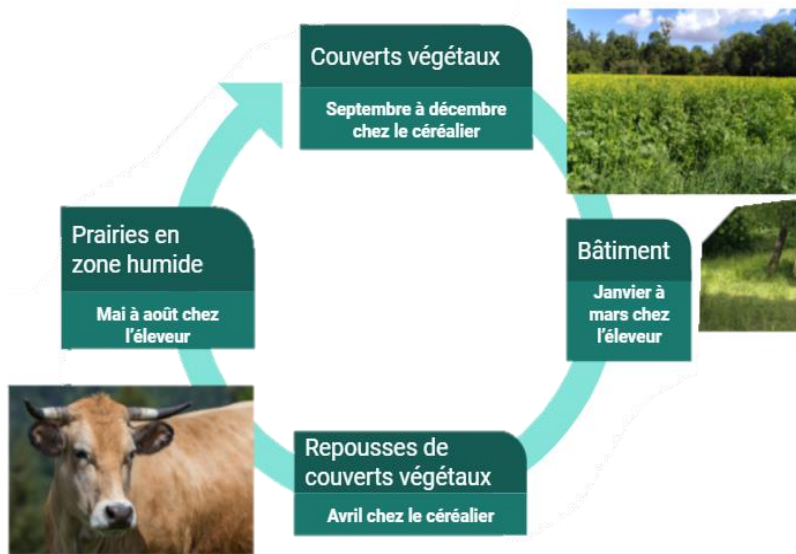 Couverts végétaux
Septembre à décembre
chez le céréalier
Prairies en
zone humide
Mai à août chez
l'éleveur
Bâtiment
Janvier à
mars chez
l'éleveur
Repousses de
couverts végétaux
Avril chez le céréalier